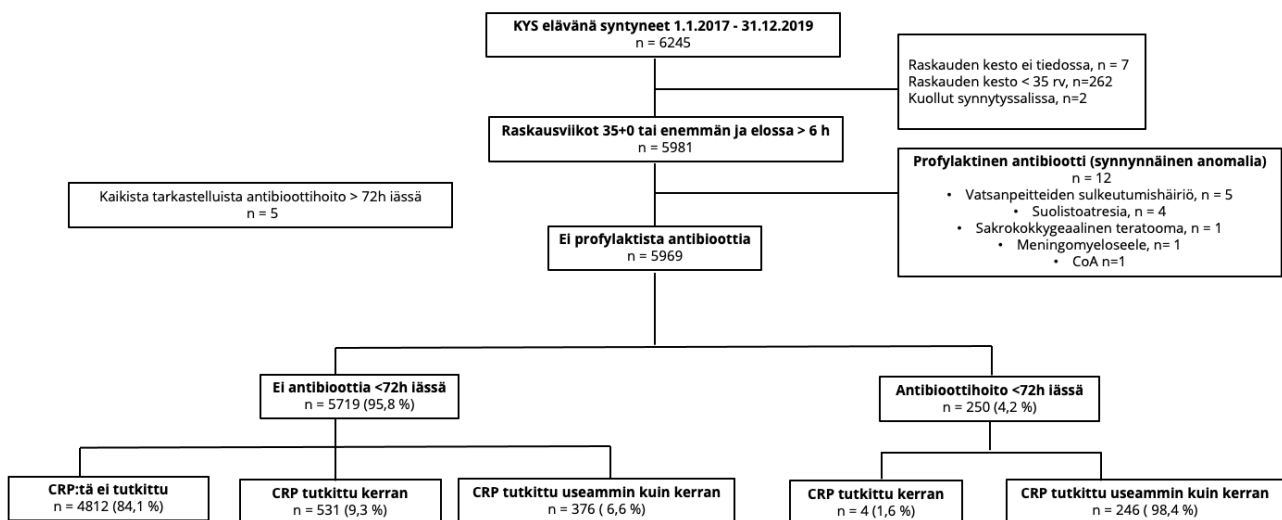 KYS elävänä syntyneet 1.1.2017 - 31.12.2019
n = 6245
Raskauden kesto ei tiedossa, n = 7
Raskauden kesto < 35 rv, n=262
Kuollut synnytyssalissa, n=2
Raskausviikot 35+0 tai enemmän ja elossa > 6 h
n = 5981
Profylaktinen antibiootti (synnynnäinen anomalia)
n = 12
• Vatsanpeitteiden sulkeutumishäiriö, n = 5
• Suolistoatresia, n = 4
• Sakrokokkygeaalinen teratooma, n = 1
• Meningomyeloseele, n= 1
• CoA n=1
Kaikista tarkastelluista antibioottihoito > 72h iässä
n = 5
Ei profylaktista antibioottia
n = 5969
Ei antibioottia <72h iässä
n = 5719 (95,8 %)
Antibioottihoito <72h iässä
n = 250 (4,2 %)
CRP:tä ei tutkittu
n = 4812 (84,1 %)
CRP tutkittu kerran
n = 531 (9,3 %)
CRP tutkittu useammin kuin kerran
n = 376 ( 6,6 %)
CRP tutkittu kerran
n = 4 (1,6 %)
CRP tutkittu useammin kuin kerran
n = 246 ( 98,4 %)